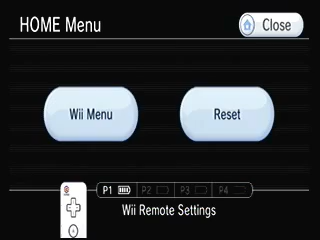 HOME Menu
Close
Wii Menu
Reset
P1 P2 P3 P4
Wii Remote Settings